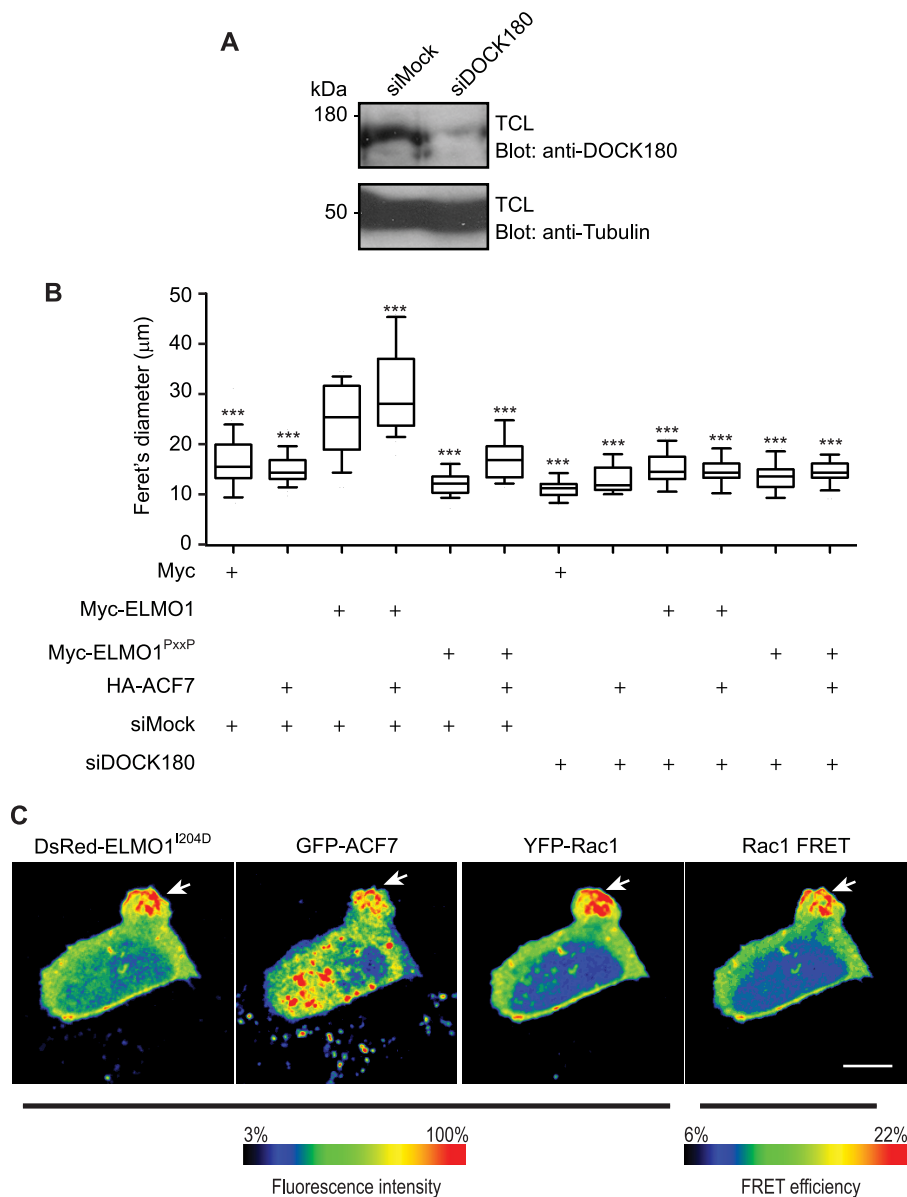 A
siMock siDOCK180
kDa
180
TCL
Blot: anti-DOCK180
50
TCL
Blot: anti-Tubulin
B
Feret's diameter (μm)
50
40
30
20
10
0
*** *** *** *** *** *** *** *** *** *** ***
Myc + +
Myc-ELMO1 + + + +
Myc-ELMO1PxxP + + + +
HA-ACF7 + + + + + +
siMock + + + + + +
siDOCK180 + + + + + +
C
DsRed-ELMO1I204D GFP-ACF7 YFP-Rac1 Rac1 FRET
3% 100% 6% 22%
Fluorescence intensity FRET efficiency